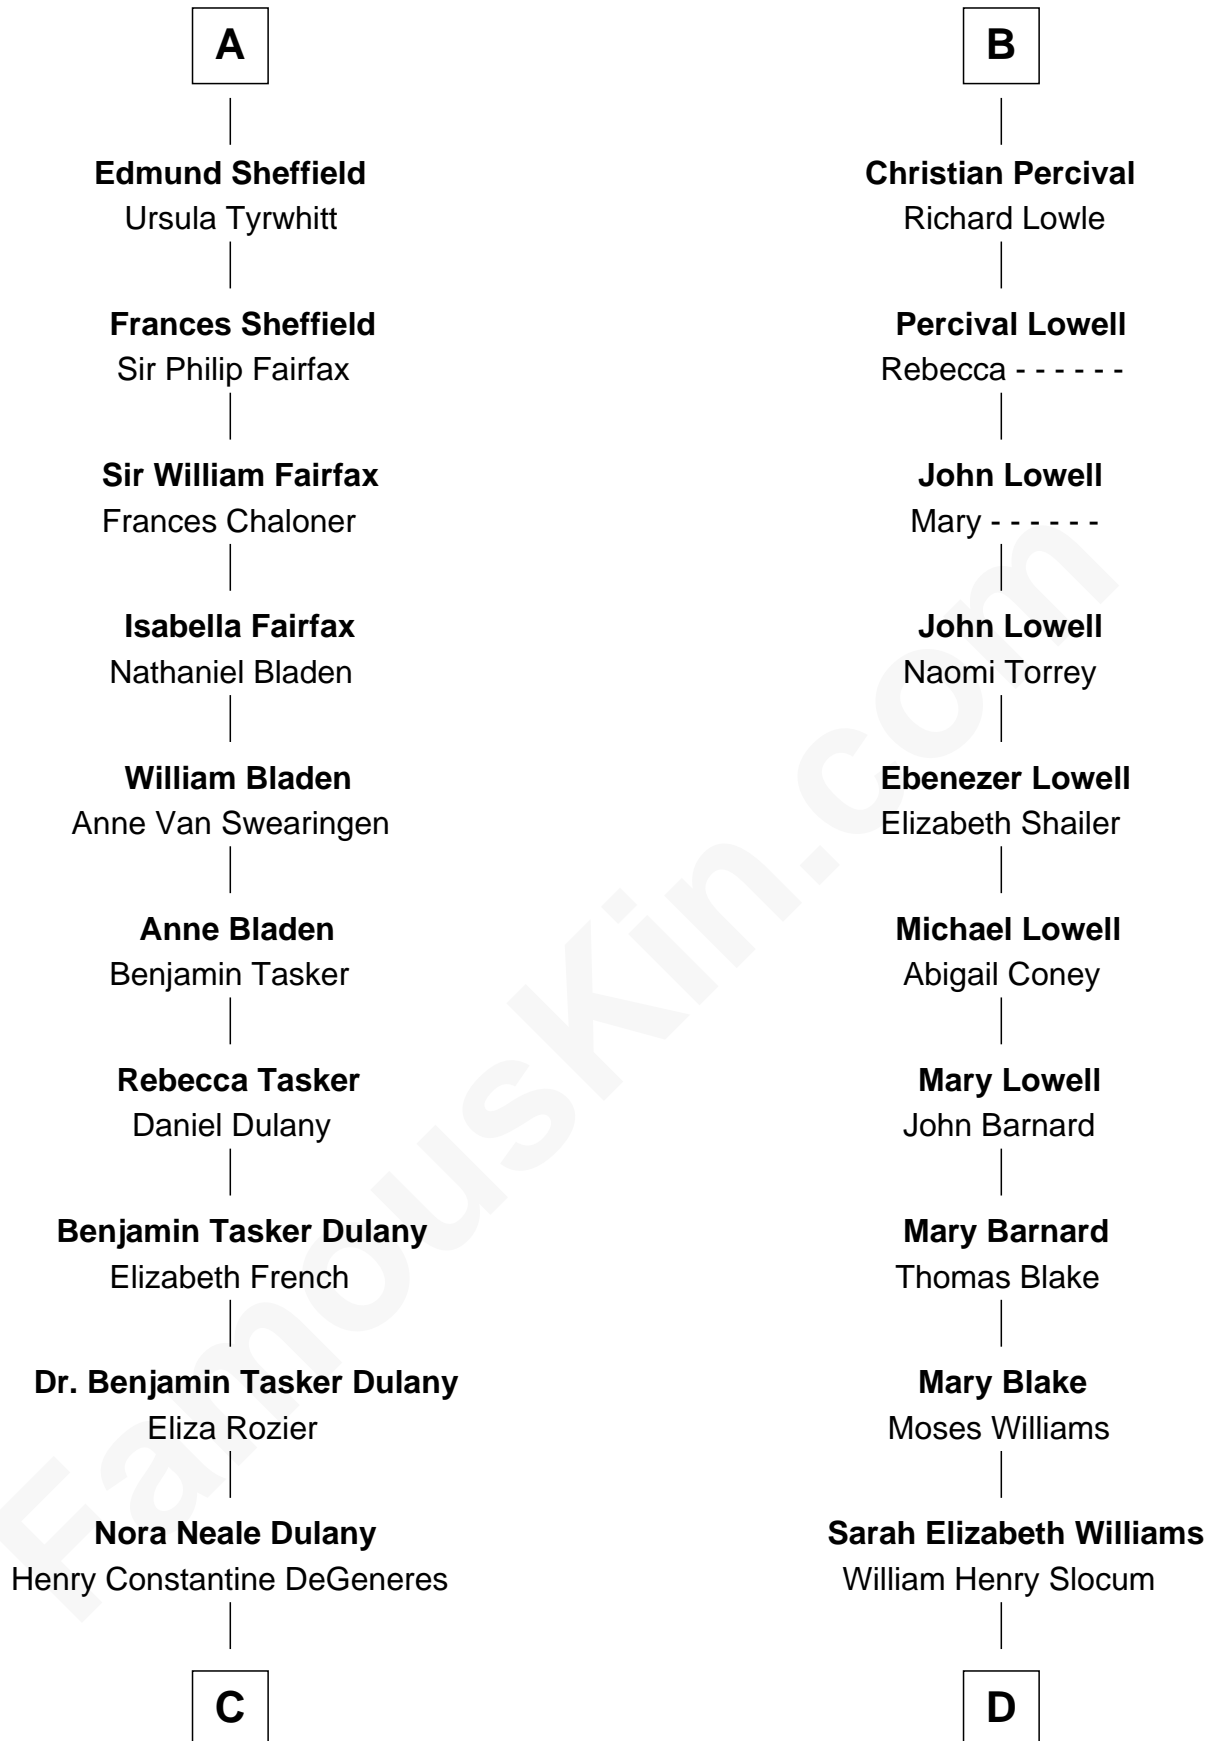 A
Edmund Sheffield
Ursula Tyrwhitt
Frances Sheffield
Sir Philip Fairfax
Sir William Fairfax
Frances Chaloner
Isabella Fairfax
Nathaniel Bladen
William Bladen
Anne Van Swearingen
Anne Bladen
Benjamin Tasker
Rebecca Tasker
Daniel Dulany
Benjamin Tasker Dulany
Elizabeth French
Dr. Benjamin Tasker Dulany
Eliza Rozier
Nora Neale Dulany
Henry Constantine DeGeneres
C
B
Christian Percival
Richard Lowle
Percival Lowell
Rebecca - - - - - -
John Lowell
Mary - - - - - -
John Lowell
Naomi Torrey
Ebenezer Lowell
Elizabeth Shailer
Michael Lowell
Abigail Coney
Mary Lowell
John Barnard
Mary Barnard
Thomas Blake
Mary Blake
Moses Williams
Sarah Elizabeth Williams
William Henry Slocum
D
FamousKin.com